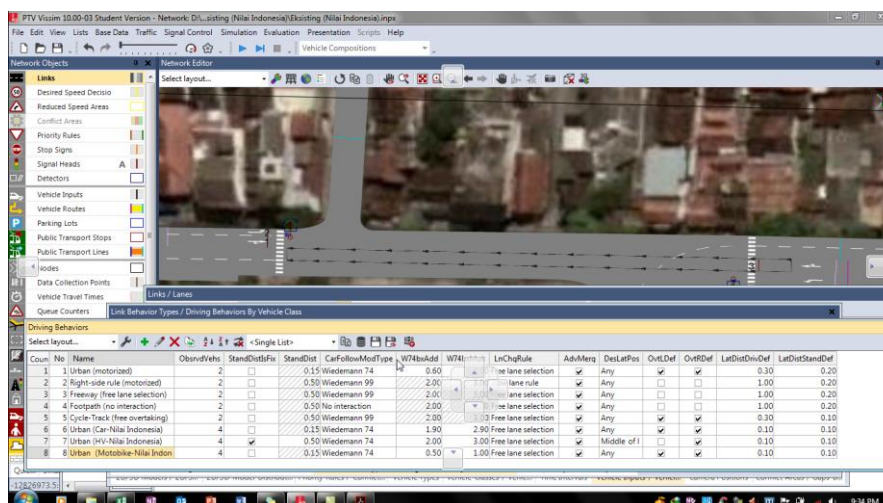 PTV Vissim 10.00-03 Student Version - Network: D:\...sisting (Nilai Indonesia)\Eksisting (Nilai Indonesia).inpx
File Edit View Lists Base Data Traffic Signal Control Simulation Evaluation Presentation Scripts Help
Vehicle Compositions
Network Objects
Network Editor
Select layout...
Links
Desired Speed Decisio
Reduced Speed Areas
Conflict Areas
Priority Rules
Stop Signs
Signal Heads A
Detectors
Vehicle Inputs
Vehicle Routes
Parking Lots
Public Transport Stops
Public Transport Lines
Nodes
Data Collection Points
Vehicle Travel Times
Queue Counters
Links / Lanes
Link Behavior Types / Driving Behaviors By Vehicle Class
Driving Behaviors
Select layout... <Single List>
Coun No Name ObsrvdVehs StandDistIsFix StandDist CarFollowModType W74bxAdd LnChgRule AdvMerg DesLatPos OvtLDef OvtRDef LatDistDrivDef LatDistStandDef
1 1 Urban (motorized) 2 0.15 Wiedemann 74 0.60 Free lane selection Any 0.30 0.20
2 2 Right-side rule (motorized) 2 0.50 Wiedemann 99 2.00 lane rule Any 1.00 0.20
3 3 Freeway (free lane selection) 2 0.50 Wiedemann 99 2.00 Free lane selection Any 1.00 0.20
4 4 Footpath (no interaction) 2 0.50 No interaction 2.00 Free lane selection Any 1.00 0.20
5 5 Cycle-Track (free overtaking) 2 0.50 Wiedemann 99 2.00 Free lane selection Any 0.30 0.10
6 6 Urban (Car-Nilai Indonesia) 4 0.15 Wiedemann 74 1.90 2.90 Free lane selection Any 0.10 0.10
7 7 Urban (HV-Nilai Indonesia) 4 0.50 Wiedemann 74 2.00 3.00 Free lane selection Middle of l 0.10 0.10
8 8 Urban (Motobike-Nilai Indon 4 0.15 Wiedemann 74 0.50 1.00 Free lane selection Any 0.10 0.10
9:34 PM